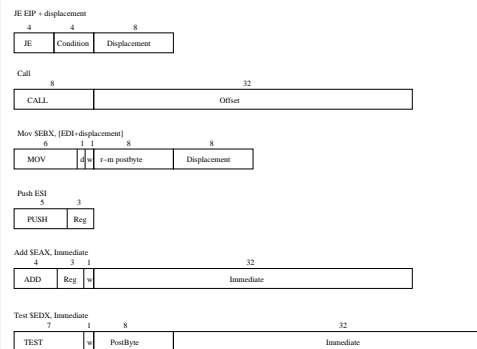 JE EIP + displacement
4 4 8
JE Condition Displacement
Call
8 32
CALL Offset
Mov $EBX, [EDI+displacement]
6 1 1 8 8
MOV d w r-m postbyte Displacement
Push ESI
5 3
PUSH Reg
Add $EAX, Immediate
4 3 1 32
ADD Reg w Immediate
Test $EDX, Immediate
7 1 8 32
TEST w PostByte Immediate